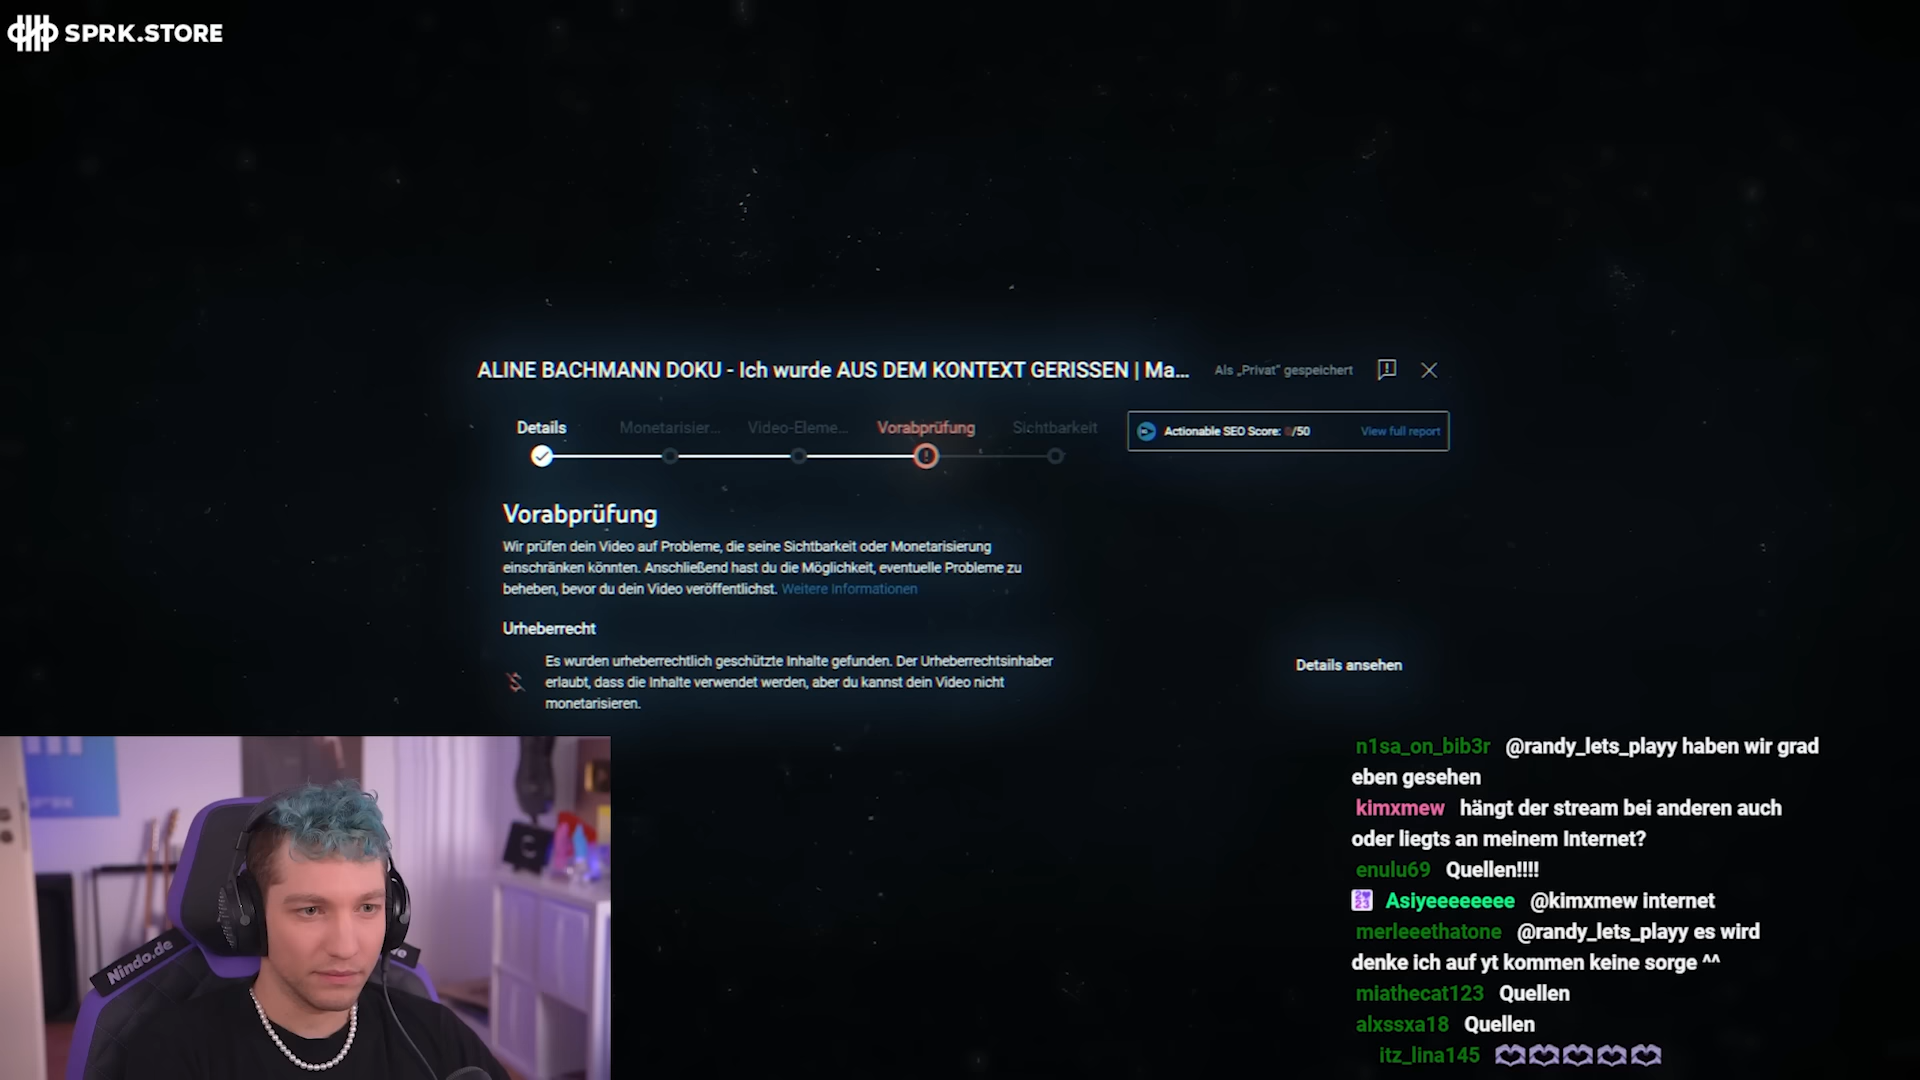 SPRK.STORE
ALINE BACHMANN DOKU - Ich wurde AUS DEM KONTEXT GERISSEN | Ma...
Als „Privat“ gespeichert
Details
Monetarisier...
Video-Eleme...
Vorabprüfung
Sichtbarkeit
Actionable SEO Score: /50
View full report
Vorabprüfung
Wir prüfen dein Video auf Probleme, die seine Sichtbarkeit oder Monetarisierung
einschränken könnten. Anschließend hast du die Möglichkeit, eventuelle Probleme zu
beheben, bevor du dein Video veröffentlichst. Weitere Informationen
Urheberrecht
Es wurden urheberrechtlich geschützte Inhalte gefunden. Der Urheberrechtsinhaber
erlaubt, dass die Inhalte verwendet werden, aber du kannst dein Video nicht
monetarisieren.
Details ansehen
n1sa_on_bib3r @randy_lets_playy haben wir grad
eben gesehen
kimxmew hängt der stream bei anderen auch
oder liegts an meinem Internet?
enulu69 Quellen!!!!
Asiyeeeeeeee @kimxmew internet
merleeethatone @randy_lets_playy es wird
denke ich auf yt kommen keine sorge ^^
miathecat123 Quellen
alxssxa18 Quellen
itz_lina145
Nindo.de